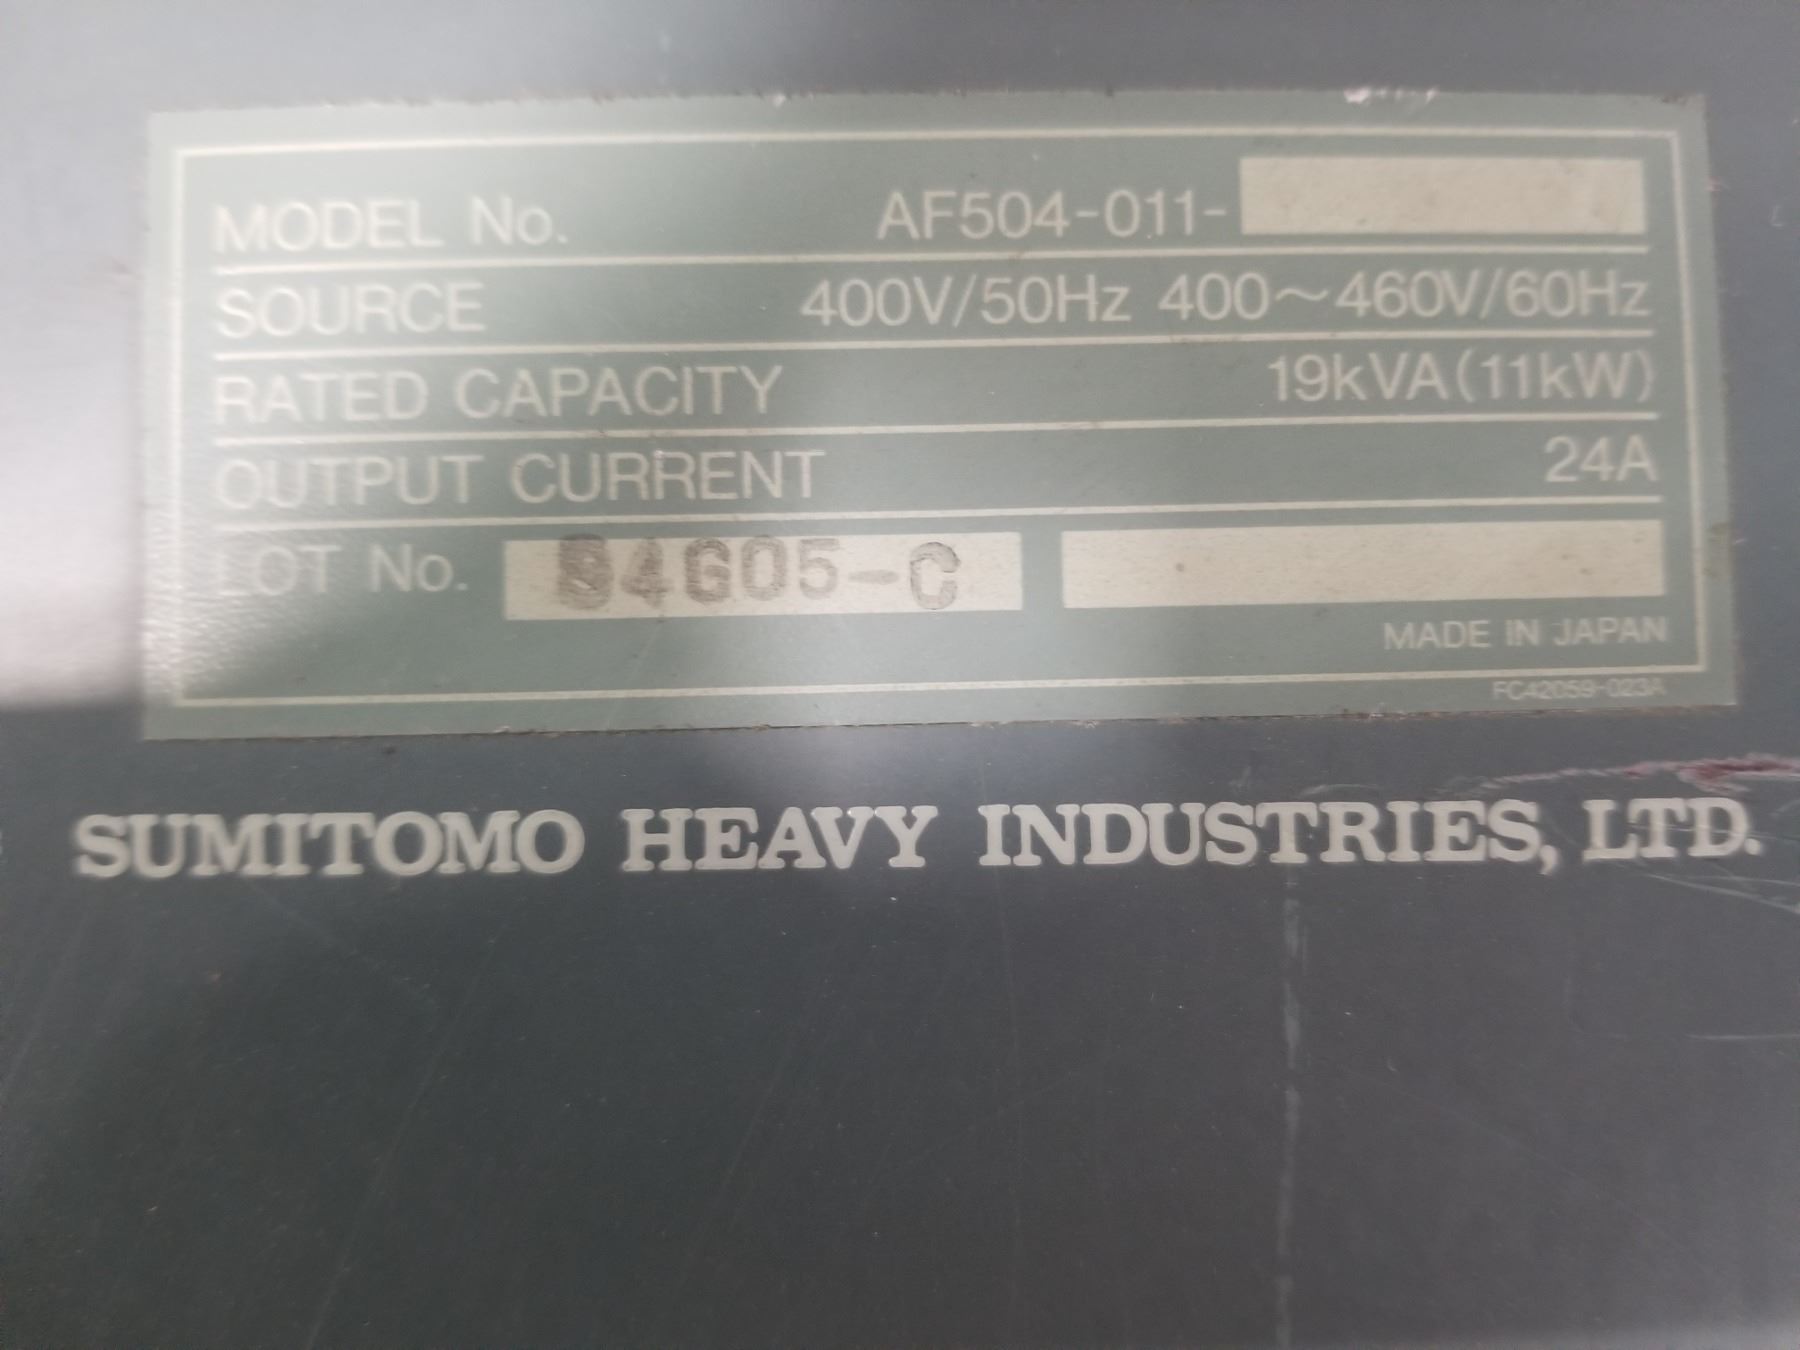 MODEL No. AF504-011-
SOURCE 400V/50Hz 400~460V/60Hz
RATED CAPACITY 19kVA(11kW)
OUTPUT CURRENT 24A
LOT No. B4G05-C
MADE IN JAPAN
FC42059-023A
SUMITOMO HEAVY INDUSTRIES, LTD.